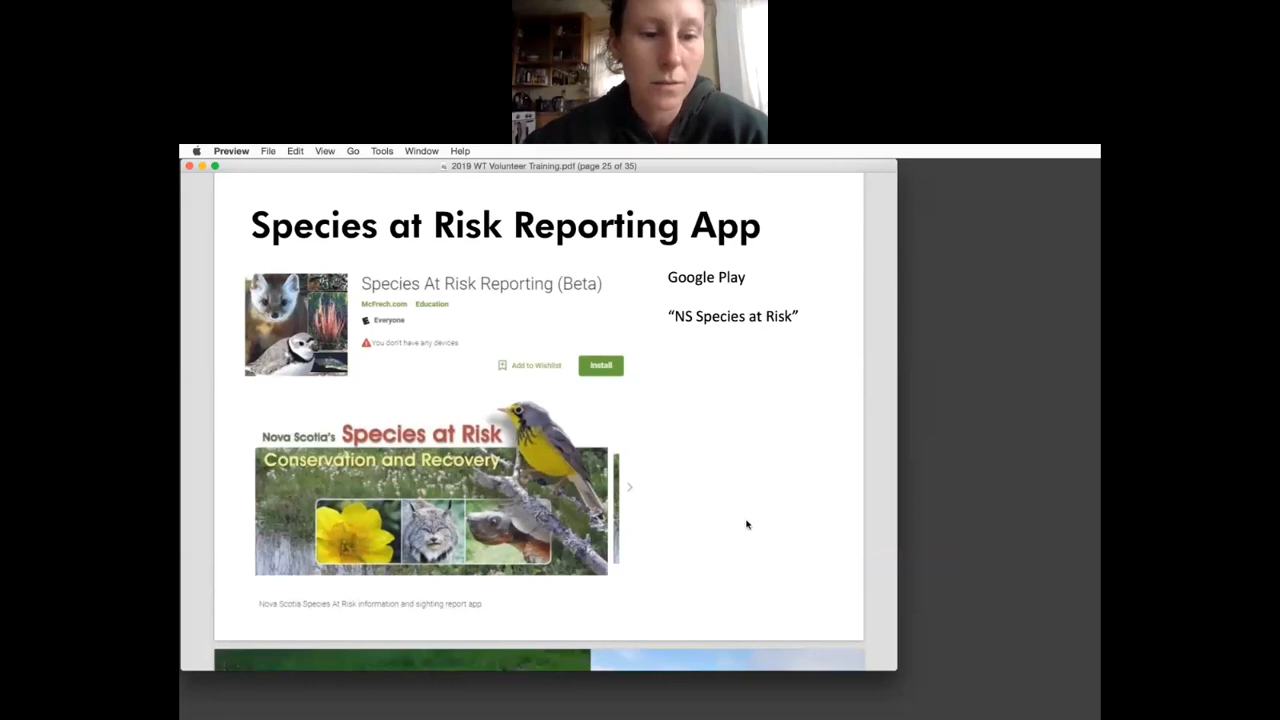 Preview File Edit View Go Tools Window Help
2019 WT Volunteer Training.pdf (page 25 of 35)
Species at Risk Reporting App
Species At Risk Reporting (Beta)
McFrech.com Education
E Everyone
You don't have any devices
Add to Wishlist Install
Google Play
“NS Species at Risk”
Nova Scotia's Species at Risk
Conservation and Recovery
Nova Scotia Species At Risk information and sighting report app